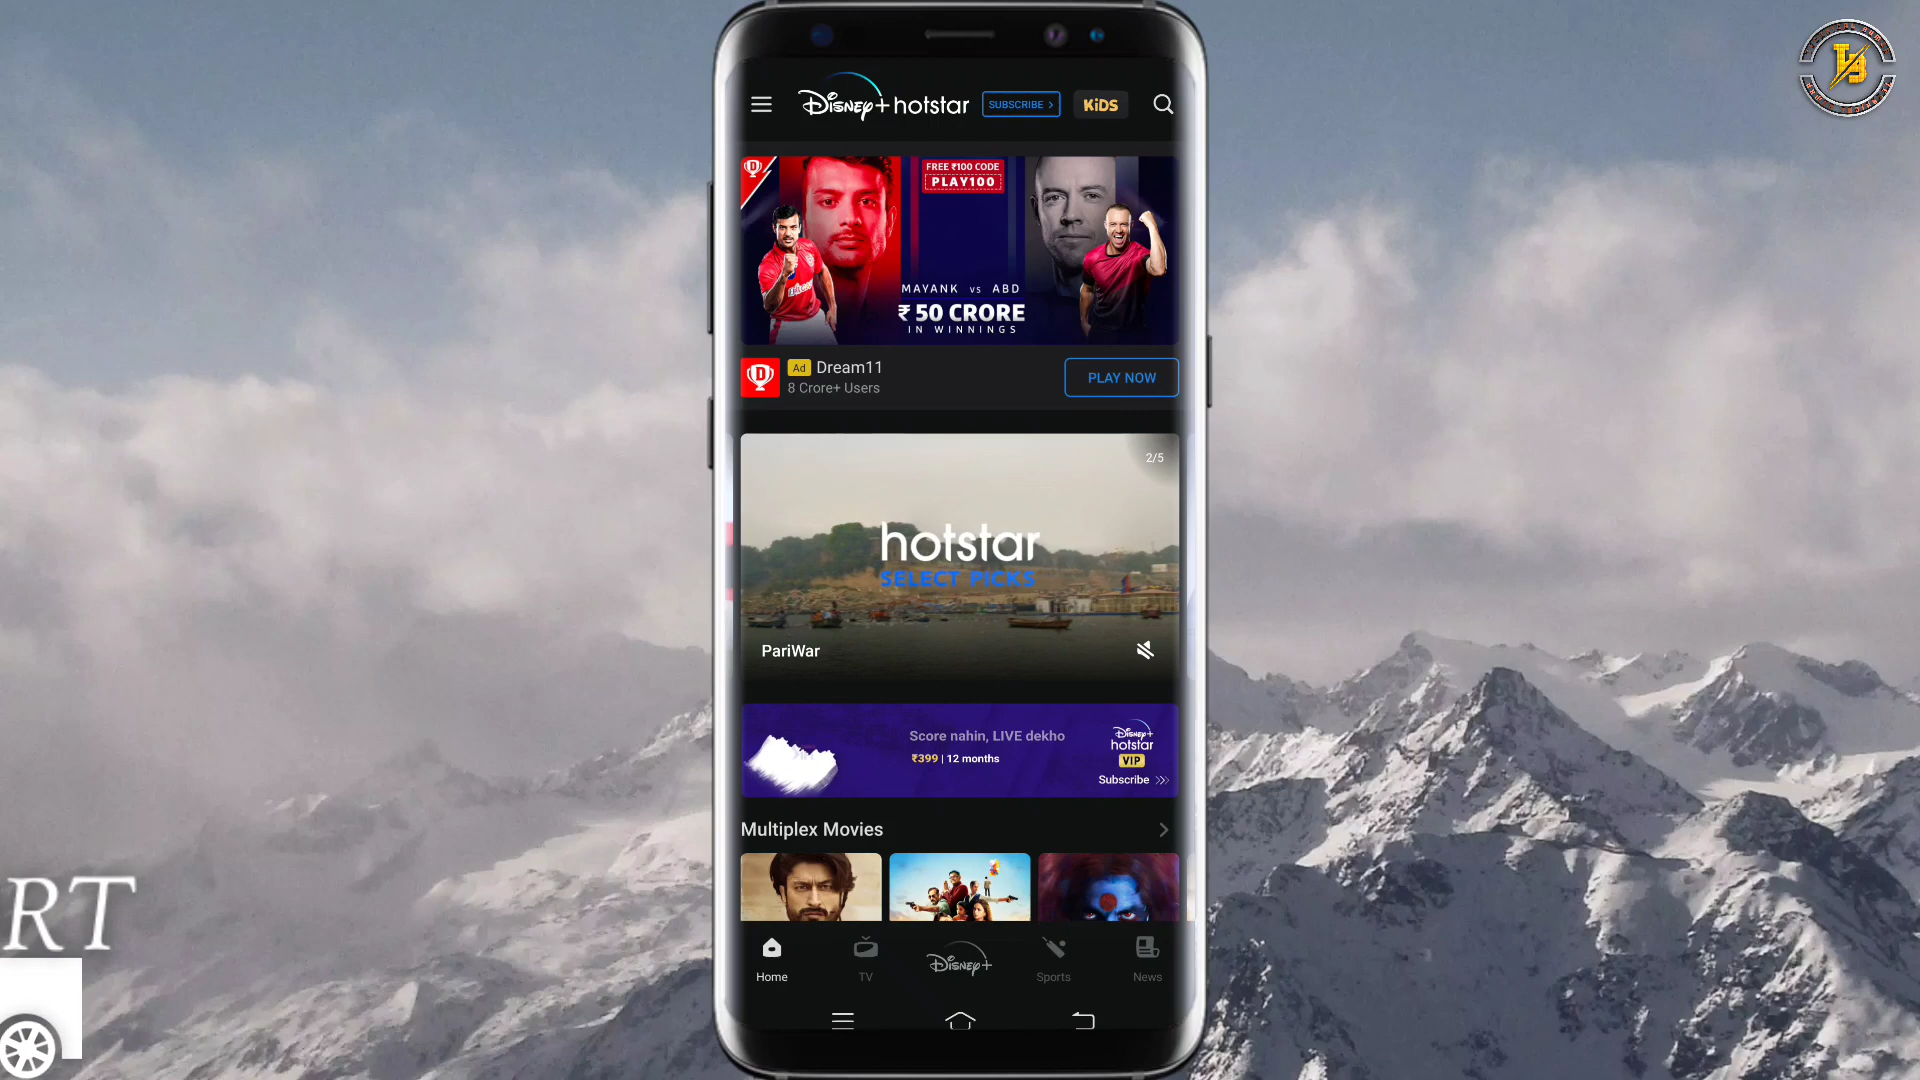 Disney+ hotstar
SUBSCRIBE >
KiDS
FREE ₹100 CODE
PLAY100
MAYANK vs ABD
₹ 50 CRORE
IN WINNINGS
Ad Dream11
8 Crore+ Users
PLAY NOW
2/5
hotstar
SELECT PICKS
PariWar
Score nahin, LIVE dekho
₹399 | 12 months
Disney+
hotstar
VIP
Subscribe
Multiplex Movies
Home
TV
Disney+
Sports
News
RT